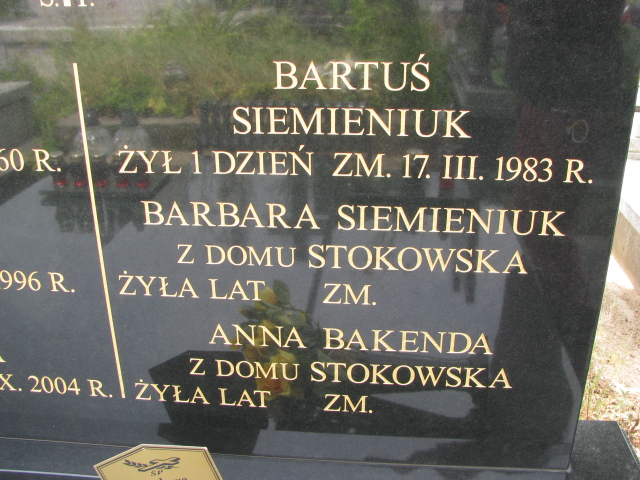 Ś.P.
60 R.
1996 R.
X. 2004 R.
BARTUŚ
SIEMIENIUK
ŻYŁ 1 DZIEŃ ZM. 17. III. 1983 R.
BARBARA SIEMIENIUK
Z DOMU STOKOWSKA
ŻYŁA LAT ZM.
ANNA BAKENDA
Z DOMU STOKOWSKA
ŻYŁA LAT ZM.
Ś.P